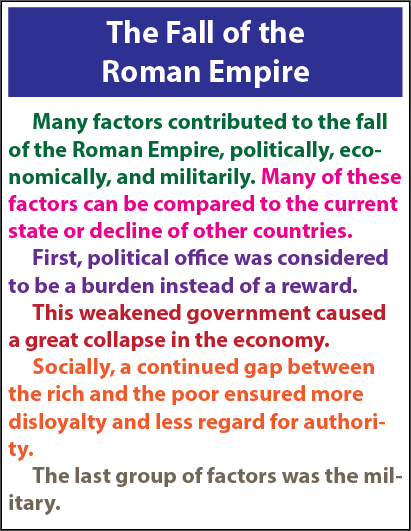 The Fall of the
Roman Empire
Many factors contributed to the fall
of the Roman Empire, politically, eco-
nomically, and militarily. Many of these
factors can be compared to the current
state or decline of other countries.
First, political office was considered
to be a burden instead of a reward.
This weakened government caused
a great collapse in the economy.
Socially, a continued gap between
the rich and the poor ensured more
disloyalty and less regard for authori-
ty.
The last group of factors was the mil-
itary.